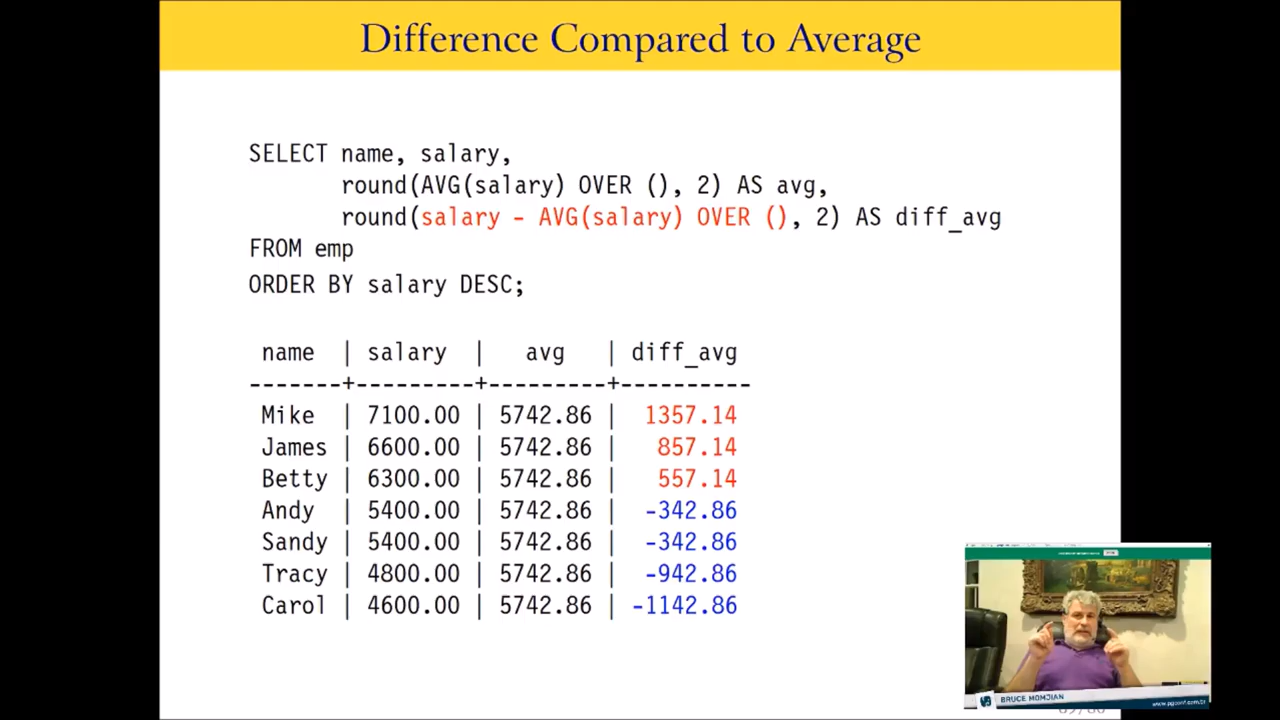 Difference Compared to Average
SELECT name, salary,
round(AVG(salary) OVER (), 2) AS avg,
round(salary - AVG(salary) OVER (), 2) AS diff_avg
FROM emp
ORDER BY salary DESC;
name | salary | avg | diff_avg
-------+---------+---------+----------
Mike | 7100.00 | 5742.86 | 1357.14
James | 6600.00 | 5742.86 | 857.14
Betty | 6300.00 | 5742.86 | 557.14
Andy | 5400.00 | 5742.86 | -342.86
Sandy | 5400.00 | 5742.86 | -342.86
Tracy | 4800.00 | 5742.86 | -942.86
Carol | 4600.00 | 5742.86 | -1142.86
BRUCE MOMJIAN